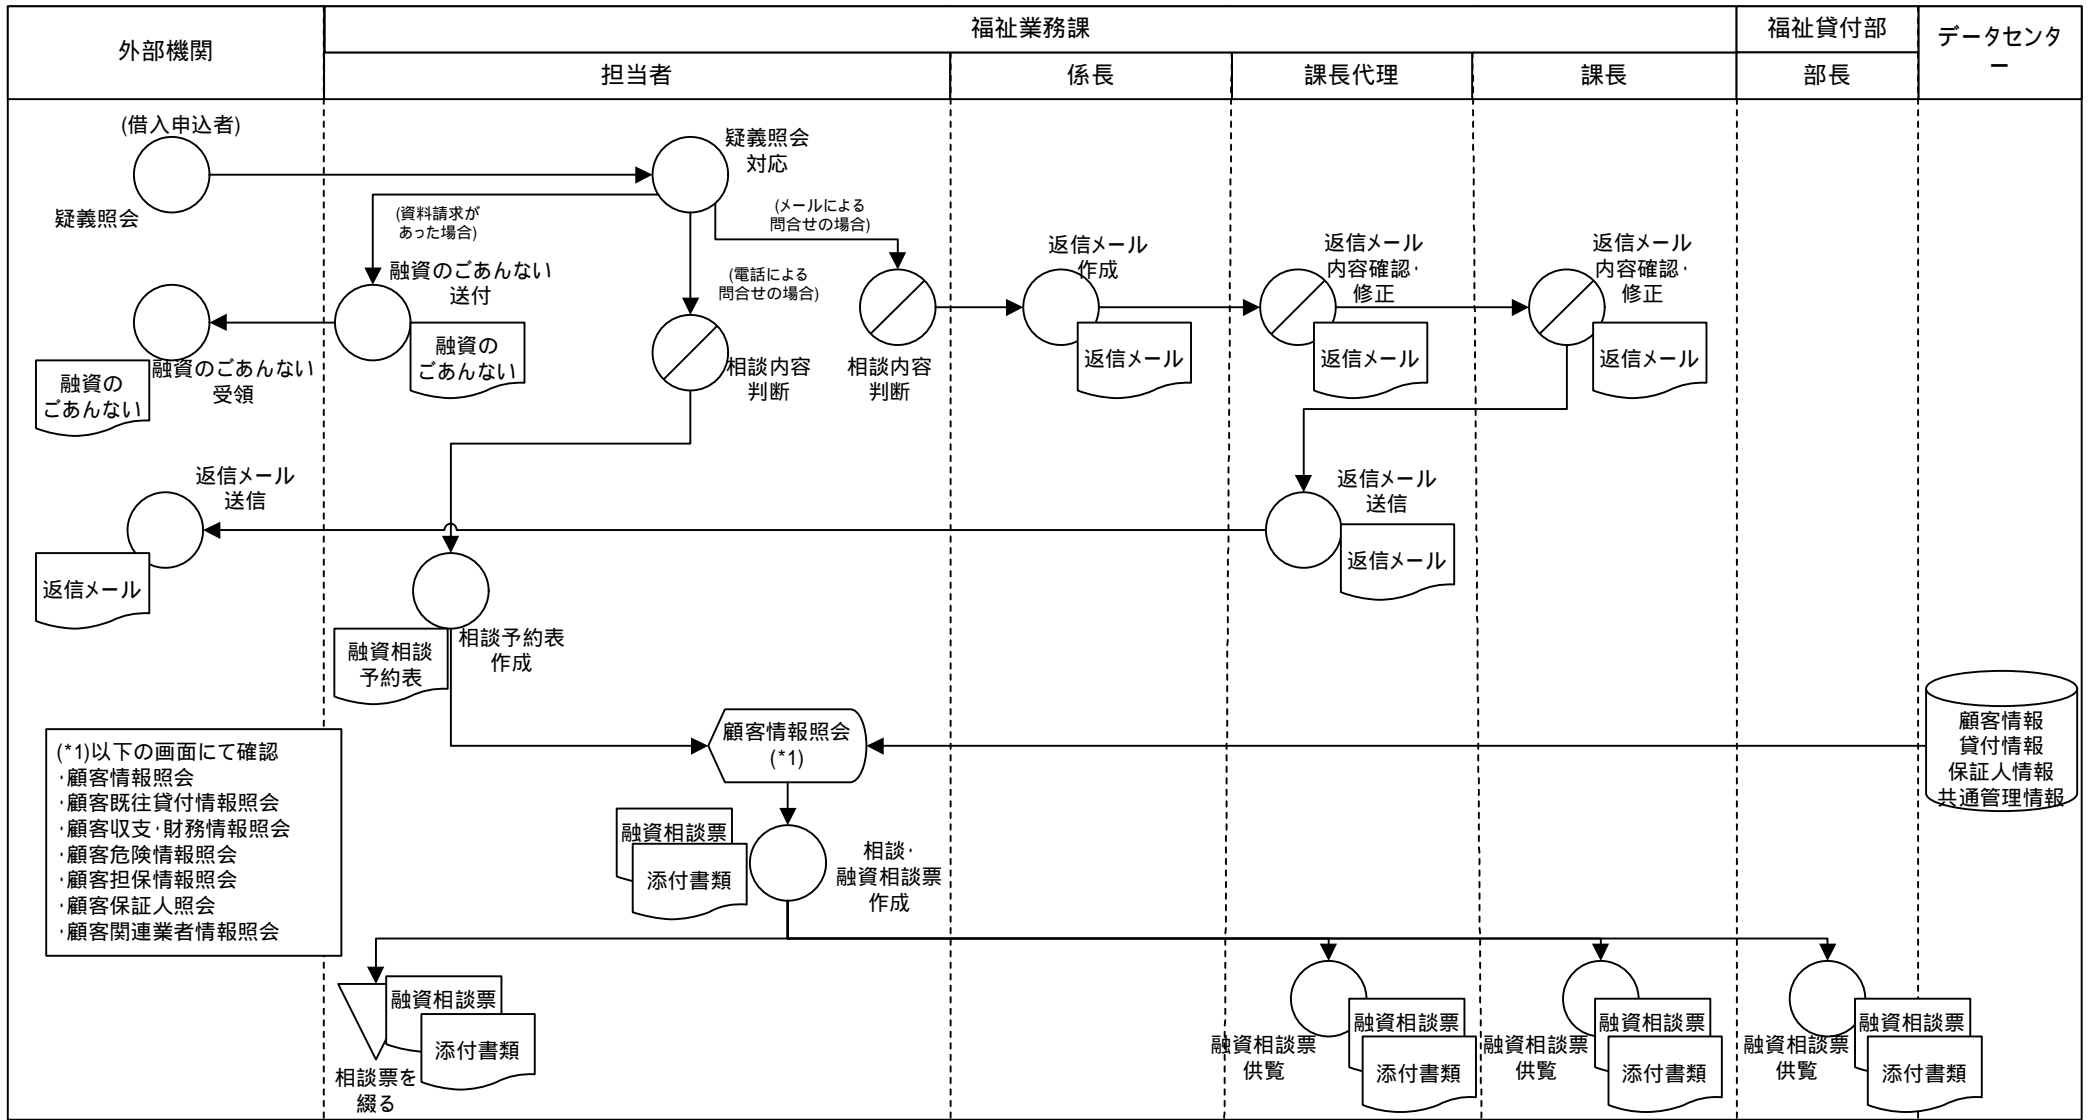 外部機関
福祉業務課
福祉貸付部
データセンタ
ー
担当者
係長
課長代理
課長
部長
(借入申込者)
疑義照会
疑義照会
対応
(資料請求が
あった場合)
(メールによる
問合せの場合)
(電話による
問合せの場合)
融資のごあんない
送付
融資の
ごあんない
融資のごあんない
受領
融資の
ごあんない
相談内容
判断
相談内容
判断
返信メール
作成
返信メール
返信メール
内容確認・
修正
返信メール
返信メール
内容確認・
修正
返信メール
返信メール
送信
返信メール
返信メール
送信
返信メール
融資相談
予約表
相談予約表
作成
顧客情報照会
(*1)
顧客情報
貸付情報
保証人情報
共通管理情報
(*1)以下の画面にて確認
・顧客情報照会
・顧客既往貸付情報照会
・顧客収支・財務情報照会
・顧客危険情報照会
・顧客担保情報照会
・顧客保証人照会
・顧客関連業者情報照会
融資相談票
添付書類
相談・
融資相談票
作成
融資相談票
添付書類
相談票を
綴る
融資相談票
供覧
融資相談票
添付書類
融資相談票
供覧
融資相談票
添付書類
融資相談票
供覧
融資相談票
添付書類